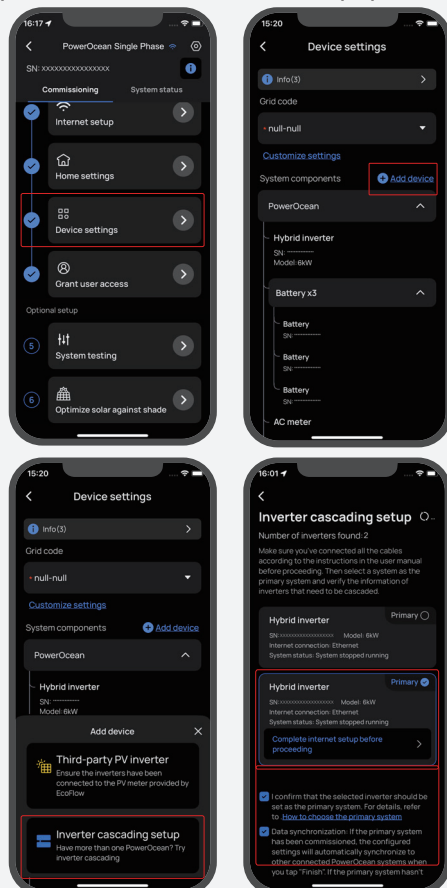 16:17
PowerOcean Single Phase
SN: xxxxxxxxxxxxxxxx
Commissioning
System status
Internet setup
Home settings
Device settings
Grant user access
Optional setup
5
System testing
6
Optimize solar against shade
15:20
Device settings
Info(3)
Grid code
• null-null
Customize settings
System components
Add device
PowerOcean
Hybrid inverter
SN:
Model: 6kW
Battery x3
Battery
SN:
Battery
SN:
Battery
SN:
AC meter
15:20
Device settings
Info(3)
Grid code
• null-null
Customize settings
System components
Add device
PowerOcean
Hybrid inverter
SN:
Model: 6kW
Add device
Third-party PV inverter
Ensure the inverters have been
connected to the PV meter provided by
EcoFlow
Inverter cascading setup
Have more than one PowerOcean? Try
inverter cascading
16:01
Inverter cascading setup
Number of inverters found: 2
Make sure you've connected all the cables
according to the instructions in the user manual
before proceeding. Then select a system as the
primary system and verify the information of
inverters that need to be cascaded.
Primary
Hybrid inverter
SN: xxxxxxxxxxxxxxxx Model: 6kW
Internet connection: Ethernet
System status: System stopped running
Primary
Hybrid inverter
SN: xxxxxxxxxxxxxxxx Model: 6kW
Internet connection: Ethernet
System status: System stopped running
Complete internet setup before
proceeding
I confirm that the selected inverter should be
set as the primary system. For details, refer
to How to choose the primary system
Data synchronization: If the primary system
has been commissioned, the configured
settings will automatically synchronize to
other connected PowerOcean systems when
you tap "Finish". If the primary system hasn't